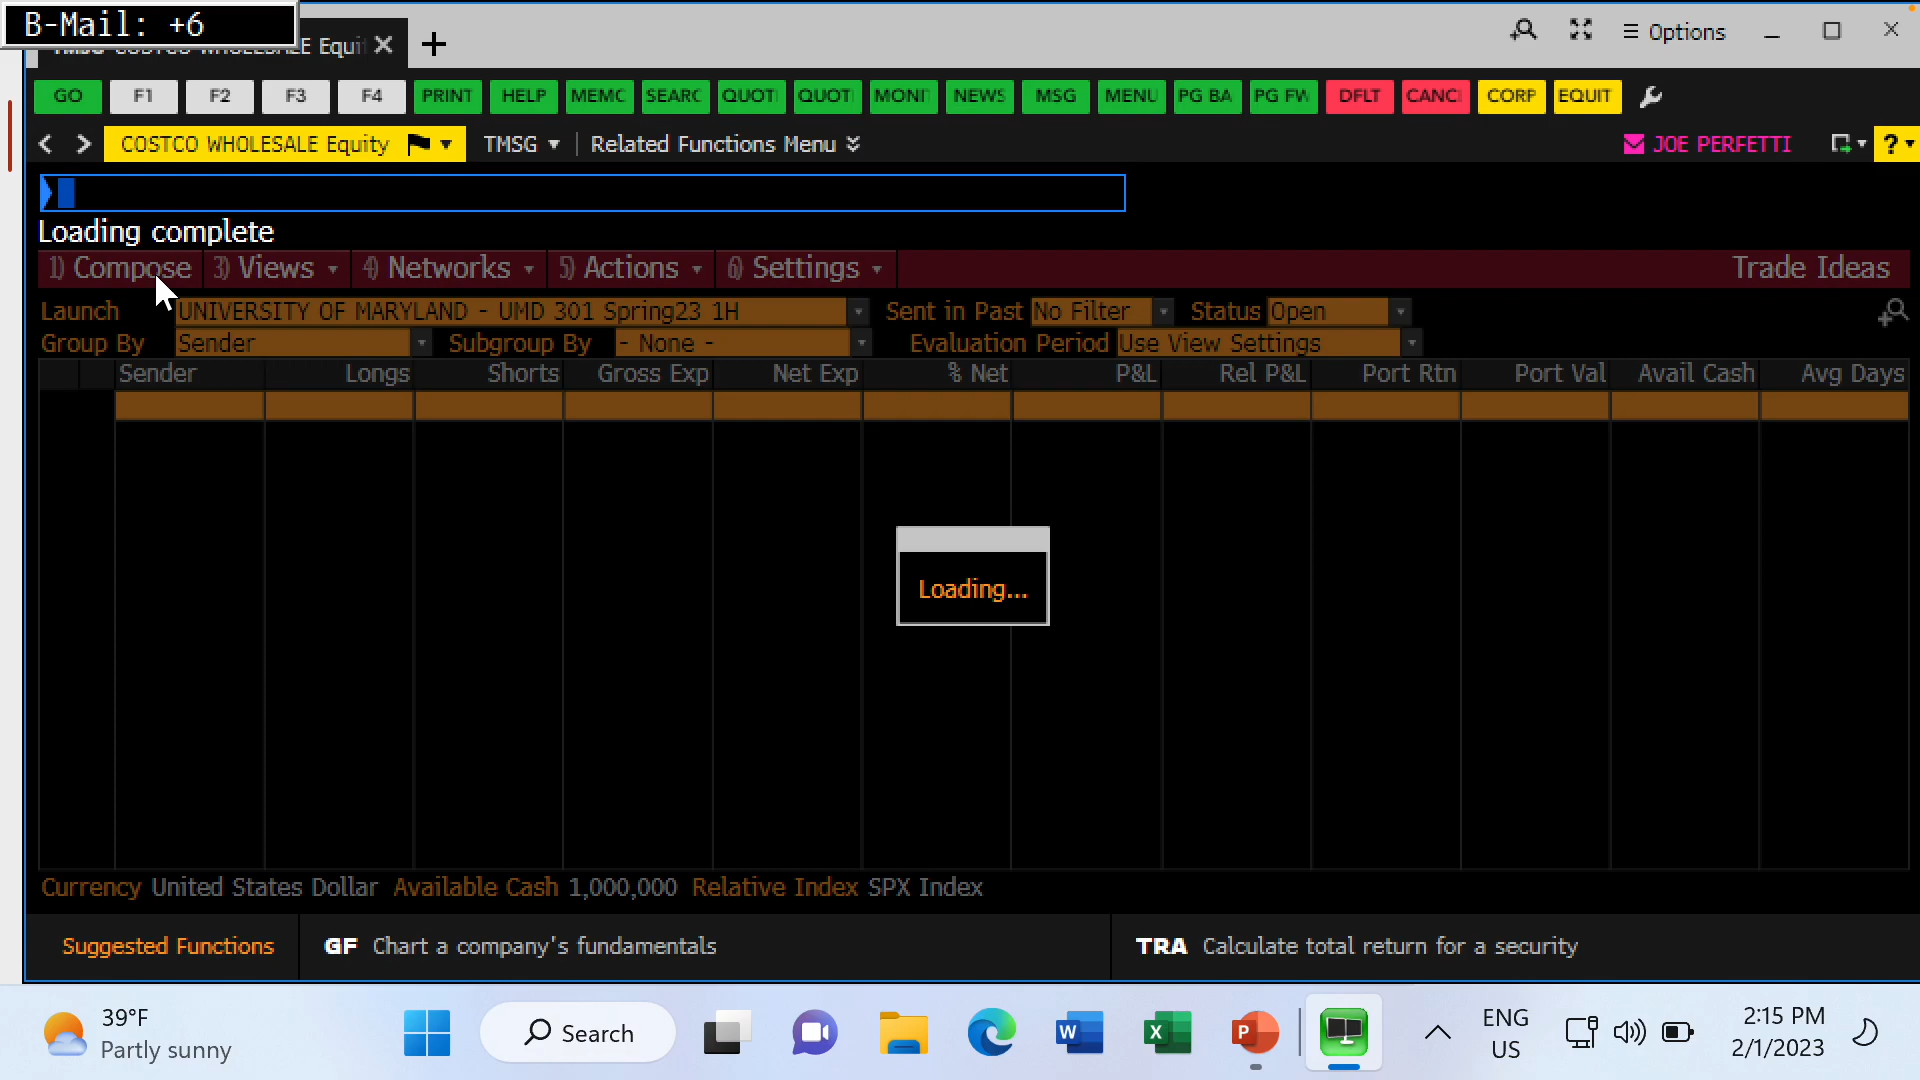 B-Mail: +6
Equi
Options
GO F1 F2 F3 F4 PRINT HELP MEMC SEARC QUOT QUOT MONI NEWS MSG MENU PG BA PG FW DFLT CANC CORP EQUIT
COSTCO WHOLESALE Equity TMSG Related Functions Menu JOE PERFETTI ?
Loading complete
1) Compose 3) Views 4) Networks 5) Actions 6) Settings Trade Ideas
Launch UNIVERSITY OF MARYLAND - UMD 301 Spring23 1H Sent in Past No Filter Status Open
Group By Sender Subgroup By - None - Evaluation Period Use View Settings
Sender Longs Shorts Gross Exp Net Exp % Net P&L Rel P&L Port Rtn Port Val Avail Cash Avg Days
Loading...
Currency United States Dollar Available Cash 1,000,000 Relative Index SPX Index
Suggested Functions GF Chart a company's fundamentals TRA Calculate total return for a security
39°F
Partly sunny
Search
W X P
ENG
US
2:15 PM
2/1/2023